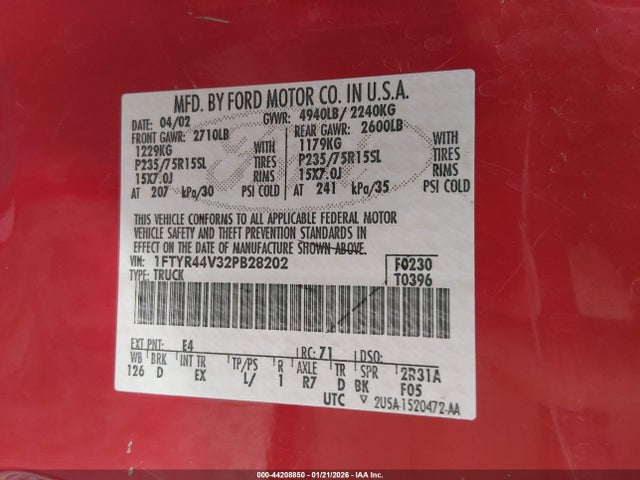 MFD. BY FORD MOTOR CO. IN U.S.A.
DATE: 04/02 GVWR: 4940LB/ 2240KG
FRONT GAWR: 2710LB REAR GAWR: 2600LB
1229KG WITH 1179KG WITH
P235/75R15SL TIRES P235/75R15SL TIRES
15X7.0J RIMS 15X7.0J RIMS
AT 207 kPa/30 PSI COLD AT 241 kPa/35 PSI COLD
THIS VEHICLE CONFORMS TO ALL APPLICABLE FEDERAL MOTOR
VEHICLE SAFETY AND THEFT PREVENTION STANDARDS IN
EFFECT ON THE DATE OF MANUFACTURE SHOWN ABOVE.
VIN: 1FTYR44V32PB28202 F0230
TYPE: TRUCK T0396
EXT PNT: E4 RC: 71 DSO:
WB BRK INT TR TP/PS R AXLE TR SPR 2R31A
126 D EX L/ 1 R7 D BK F05
UTC ▽ 2USA-1520472-AA
000-44208850 | 01/21/2026 - IAA Inc.